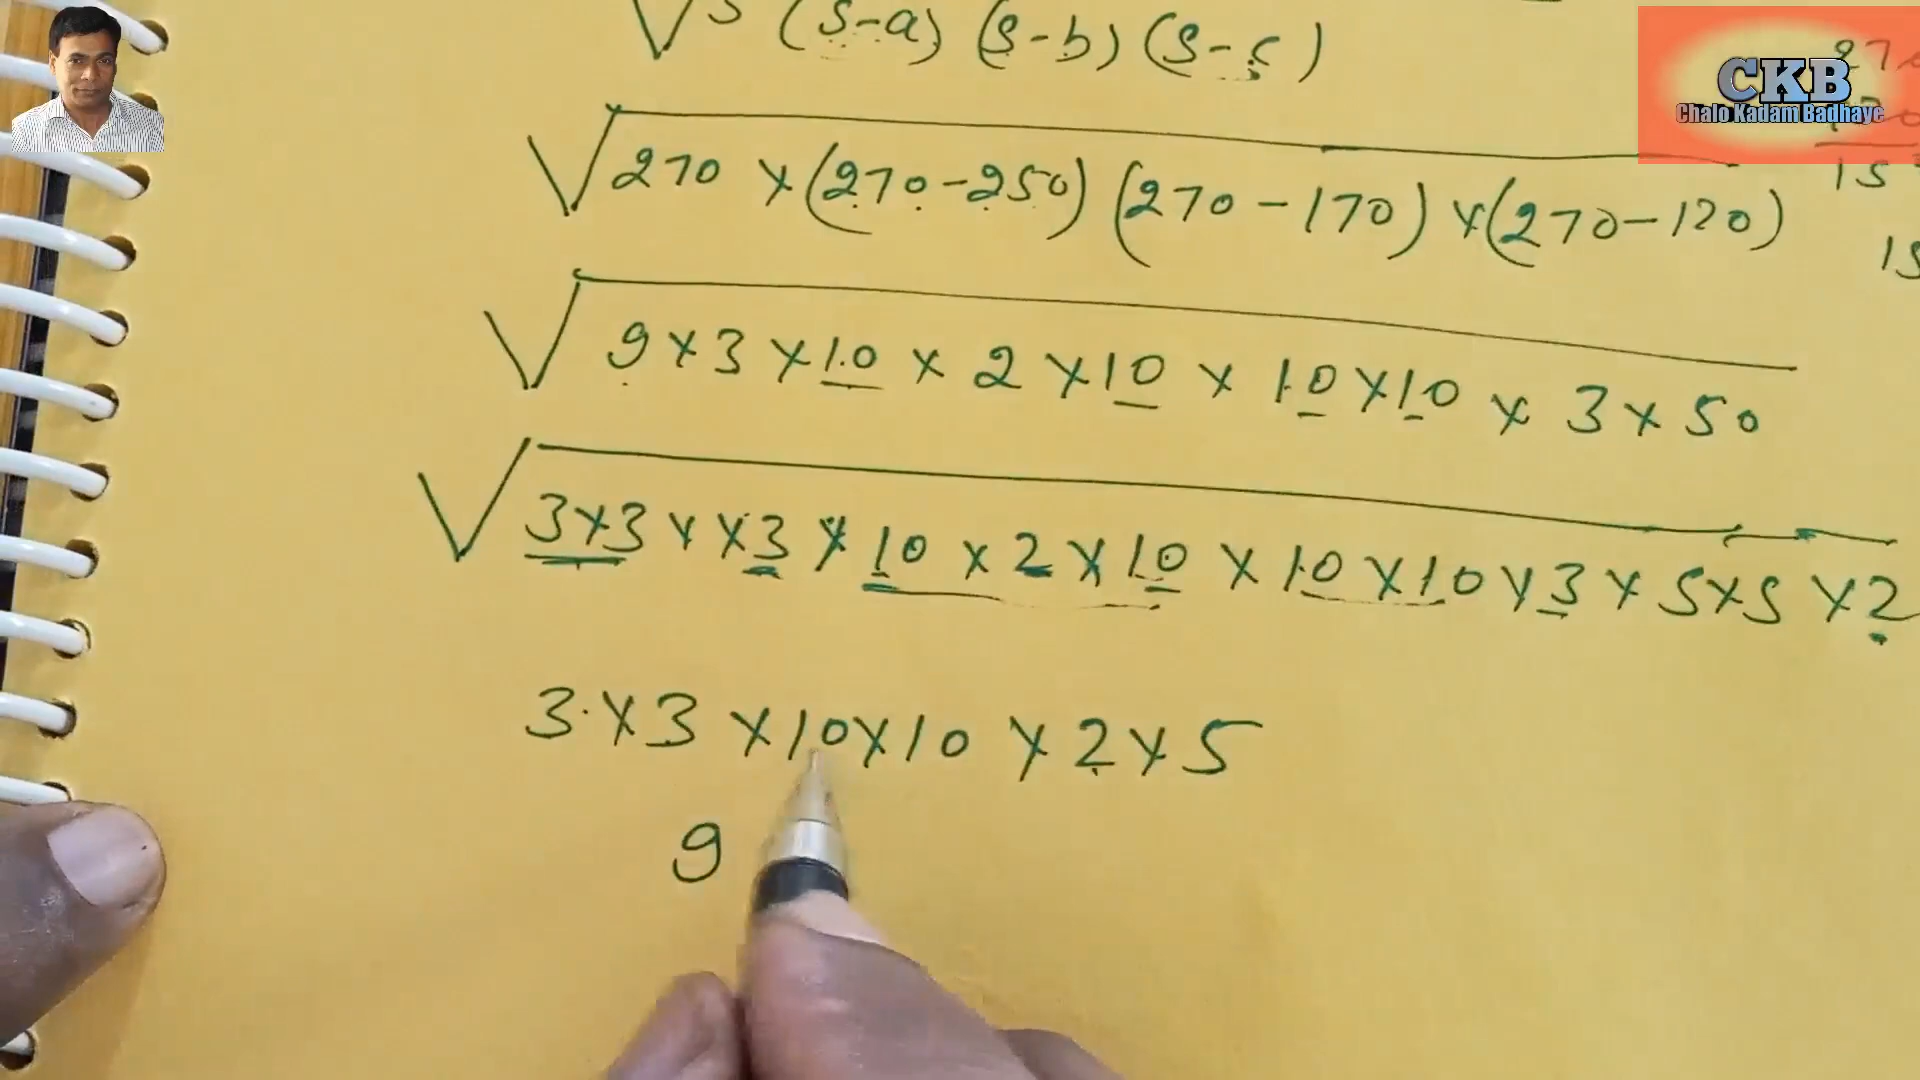 √s (s-a) (s-b) (s-c)
CKB
Chalo Kadam Badhaye
√270 × (270-250) (270-170) × (270-120)
√9×3×10 × 2 ×10 × 10×10 × 3×50
√3×3 × ×3 × 10 × 2 × 10 × 10 × 10 × 3 × 5×5 × 2
3×3 ×10×10 × 2×5
9